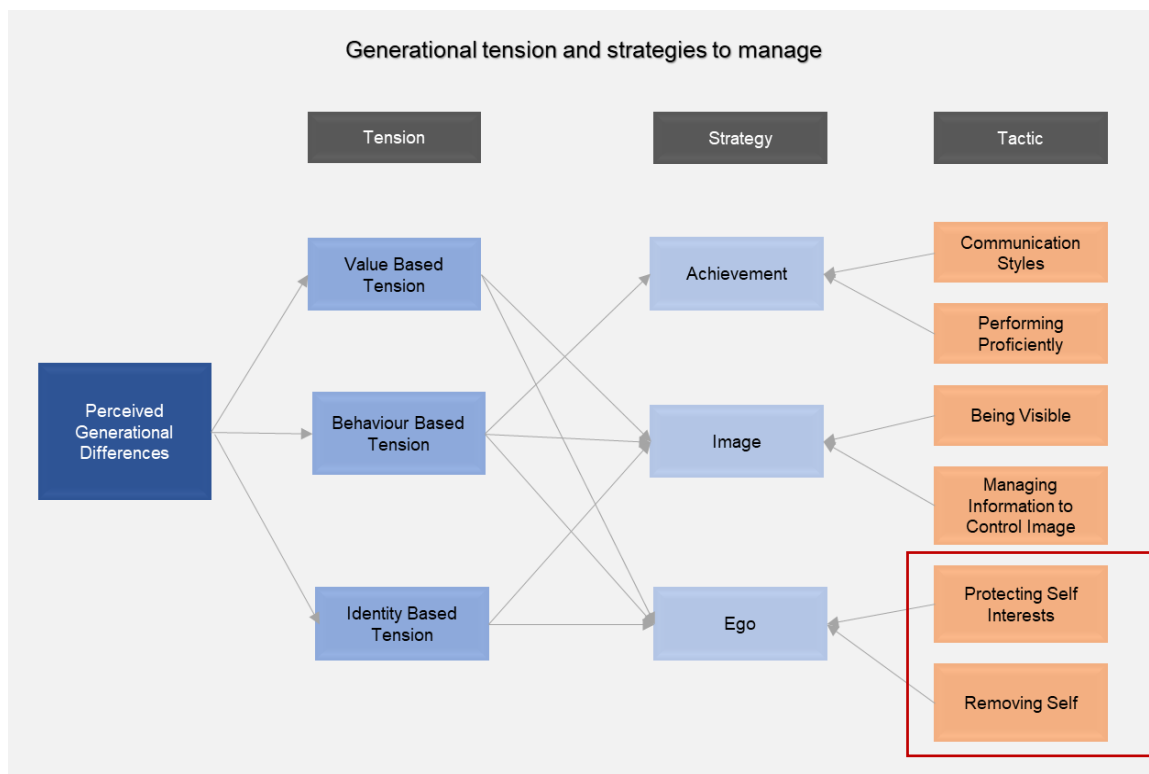 Generational tension and strategies to manage
Tension
Strategy
Tactic
Value Based
Tension
Achievement
Communication
Styles
Performing
Proficiently
Perceived
Generational
Differences
Behaviour Based
Tension
Image
Being Visible
Managing
Information to
Control Image
Identity Based
Tension
Ego
Protecting Self
Interests
Removing Self